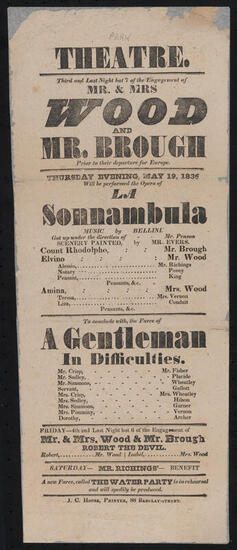 PARK
THEATRE.
Third and Last Night but 7 of the Engagement of
MR. & MRS
WOOD
AND
MR. BROUGH
Prior to their departure for Europe.
THURSDAY EVENING, MAY 19, 1836
Will be performed the Opera of
LA
Sonnambula
MUSIC by BELLINI.
Got up under the direction of - - Mr. Penson
SCENERY PAINTED, by MR. EVERS.
Count Rhodolpho, : : Mr. Brough
Elvino : : Mr. Wood
Alessio, Mr. Richings
Notary Povey
Peasant, King
Peasants, &c.
Amina, : : Mrs. Wood
Teresa, Mrs. Vernon
Liza, Conduit
Peasants, &c.
To conclude with, the Farce of
A Gentleman
In Difficulties.
Mr. Crisp, Mr. Fisher
Mr. Sedley, Placide
Mr. Simmons, Wheatley
Servant, Gallott
Mrs. Crisp, Mrs. Wheatley
Mrs. Sedley, Hilson
Mrs. Simmons, Gurner
Mrs. Vernon
Dorothy, Archer
FRIDAY—4th and Last Night but 6 of the Engagement of
Mr. & Mrs. Wood & Mr. Brough
ROBERT THE DEVIL.
Robert, Mr. Wood | Isabel, Mrs. Wood
SATURDAY—MR. RICHINGS' BENEFIT
A new Farce, called THE WATER PARTY is in rehearsal
and will speedily be produced.
J. C. House, Printer, 80 Barclay-street.